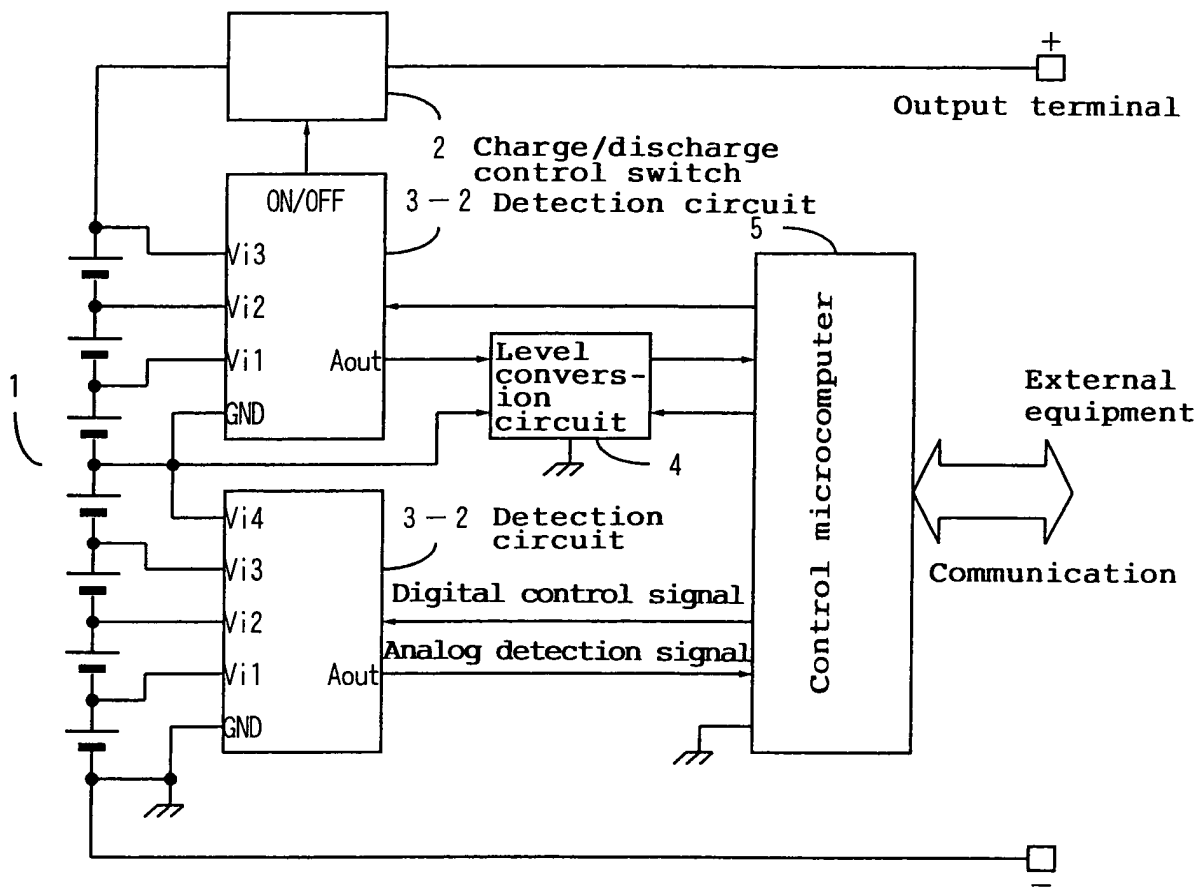 +
Output terminal
2 Charge/discharge
control switch
ON/OFF
3-2 Detection circuit
5
Vi3
Vi2
Vi1
Aout
GND
Level
convers-
ion
circuit
4
1
Control microcomputer
External
equipment
Communication
3-2 Detection
circuit
Vi4
Vi3
Vi2
Vi1
Aout
GND
Digital control signal
Analog detection signal
−